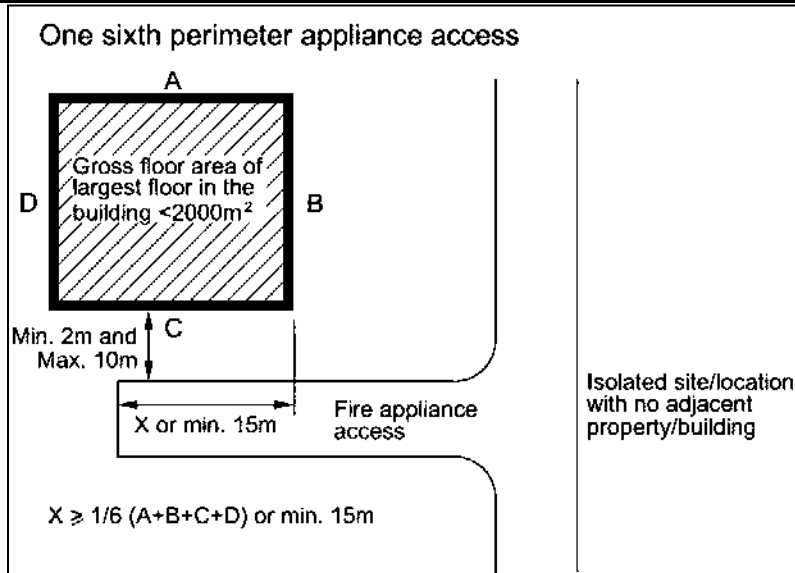 One sixth perimeter appliance access
A
Gross floor area of
largest floor in the
building <2000m²
D
B
C
Min. 2m and
Max. 10m
X or min. 15m
Fire appliance
access
Isolated site/location
with no adjacent
property/building
X ⩾ 1/6 (A+B+C+D) or min. 15m